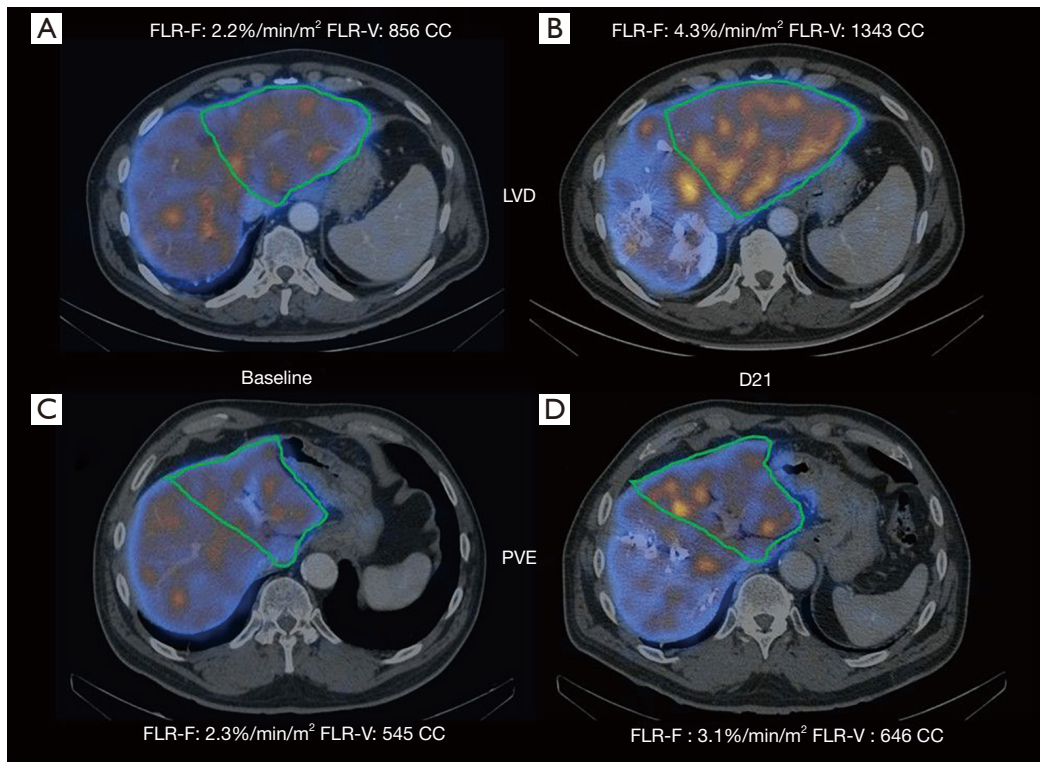 A
FLR-F: 2.2%/min/m² FLR-V: 856 CC
B
FLR-F: 4.3%/min/m² FLR-V: 1343 CC
LVD
Baseline
D21
C
D
PVE
FLR-F: 2.3%/min/m² FLR-V: 545 CC
FLR-F : 3.1%/min/m² FLR-V : 646 CC